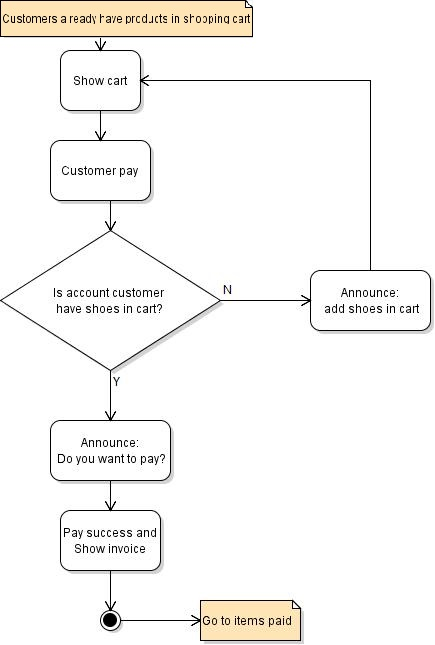 Customers a ready have products in shopping cart
Show cart
Customer pay
Is account customer
have shoes in cart?
N
Announce:
add shoes in cart
Y
Announce:
Do you want to pay?
Pay success and
Show invoice
Go to items paid